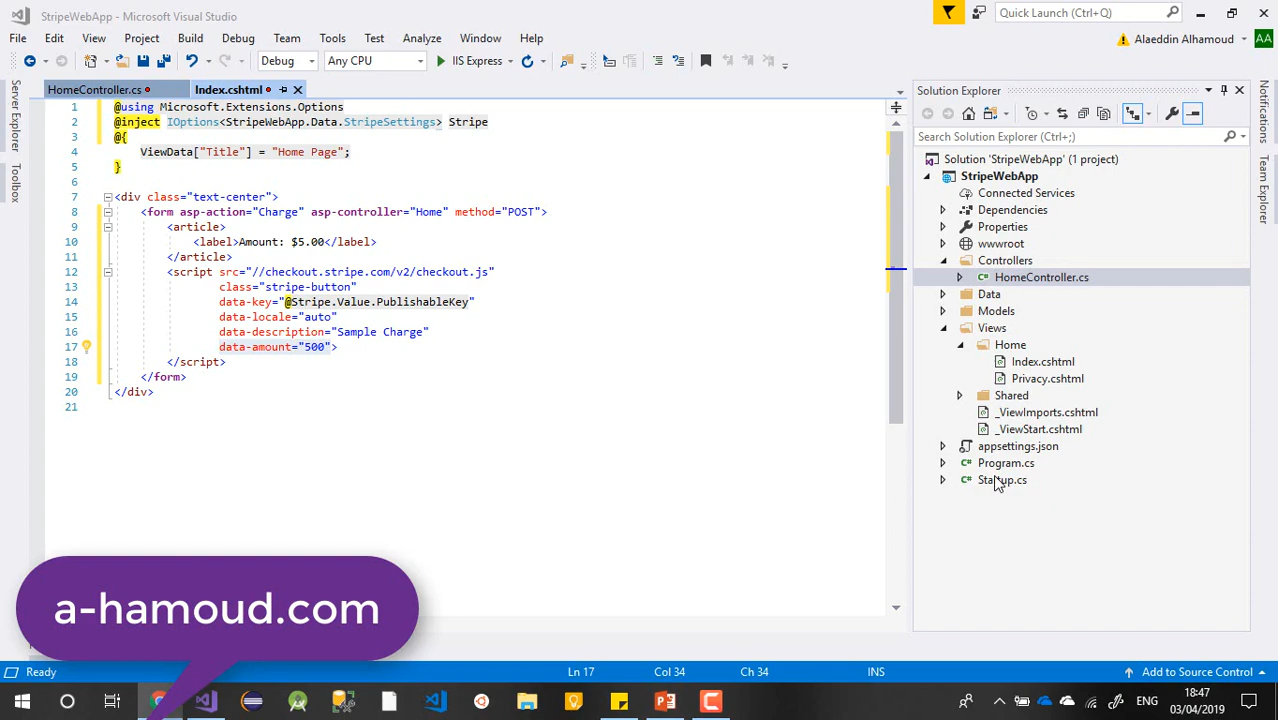 StripeWebApp - Microsoft Visual Studio
Quick Launch (Ctrl+Q)
File Edit View Project Build Debug Team Tools Test Analyze Window Help
Alaeddin Alhamoud AA
Debug Any CPU IIS Express
Server Explorer
Toolbox
HomeController.cs Index.cshtml
1 @using Microsoft.Extensions.Options
2 @inject IOptions<StripeWebApp.Data.StripeSettings> Stripe
3 @{
4 ViewData["Title"] = "Home Page";
5 }
6
7 <div class="text-center">
8 <form asp-action="Charge" asp-controller="Home" method="POST">
9 <article>
10 <label>Amount: $5.00</label>
11 </article>
12 <script src="//checkout.stripe.com/v2/checkout.js"
13 class="stripe-button"
14 data-key="@Stripe.Value.PublishableKey"
15 data-locale="auto"
16 data-description="Sample Charge"
17 data-amount="500">
18 </script>
19 </form>
20 </div>
21
Solution Explorer
Search Solution Explorer (Ctrl+;)
Solution 'StripeWebApp' (1 project)
StripeWebApp
Connected Services
Dependencies
Properties
wwwroot
Controllers
HomeController.cs
Data
Models
Views
Home
Index.cshtml
Privacy.cshtml
Shared
_ViewImports.cshtml
_ViewStart.cshtml
appsettings.json
Program.cs
Startup.cs
Notifications
Team Explorer
a-hamoud.com
Ready Ln 17 Col 34 Ch 34 INS Add to Source Control
ENG 18:47
03/04/2019